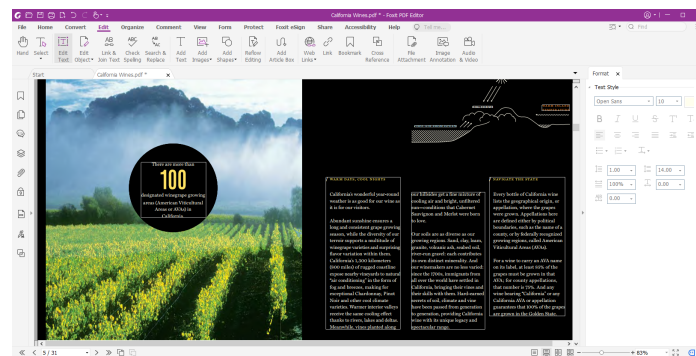 California Wines.pdf * - Foxit PDF Editor
File Home Convert Edit Organize Comment View Form Protect Foxit eSign Share Accessibility Help Tell me... Find
Hand Select Edit Text Edit Object Link & Join Text Check Spelling Search & Replace Add Text Add Images Add Shapes Reflow Editing Add Article Box Web Links Link Bookmark Cross Reference File Attachment Image Annotation Audio & Video
Start California Wines.pdf * Format
Text Style
Open Sans 10
1.00 14.00
100% 0.00
0.00
There are more than
100
designated winegrape growing
areas (American Viticultural
Areas or AVAs) in
California.
WARM DAYS, COOL NIGHTS
California's wonderful year-round
weather is as good for our wines as
it is for our visitors.
Abundant sunshine ensures a
long and consistent grape growing
season, while the diversity of our
terroir supports a multitude of
winegrape varieties and surprising
flavor variation within them.
California's 1,300 kilometers
(800 miles) of rugged coastline
expose nearby vineyards to natural
"air conditioning" in the form of
fog and breezes, making for
exceptional Chardonnay, Pinot
Noir and other cool climate
varieties. Warmer interior valleys
receive the same cooling effect
thanks to rivers, lakes and deltas.
Meanwhile, vines planted along
our hillsides get a fine mixture of
cooling air and bright, unfiltered
sun—conditions that Cabernet
Sauvignon and Merlot were born
to love.
Our soils are as diverse as our
growing regions. Sand, clay, loam,
granite, volcanic ash, seabed soil,
river-run gravel: each contributes
its own distinct minerality. And
our winemakers are no less varied:
since the 1700s, immigrants from
all over the world have settled in
California, bringing their vines and
their skills with them. Hard-earned
secrets of soil, climate and vine
have been passed from generation
to generation, providing California
wine with its unique legacy and
spectacular range.
NAVIGATE THE STATE
Every bottle of California wine
lists the geographical origin, or
appellation, where the grapes
were grown. Appellations here
are defined either by political
boundaries, such as the name of a
county, or by federally recognized
growing regions, called American
Viticultural Areas (AVAs).
For a wine to carry an AVA name
on its label, at least 85% of the
grapes must be grown in that
AVA; for county appellations,
that number is 75%. And any
wine bearing "California" or any
California AVA or appellation
guarantees that 100% of the grapes
are grown in the Golden State.
5 / 31 83%